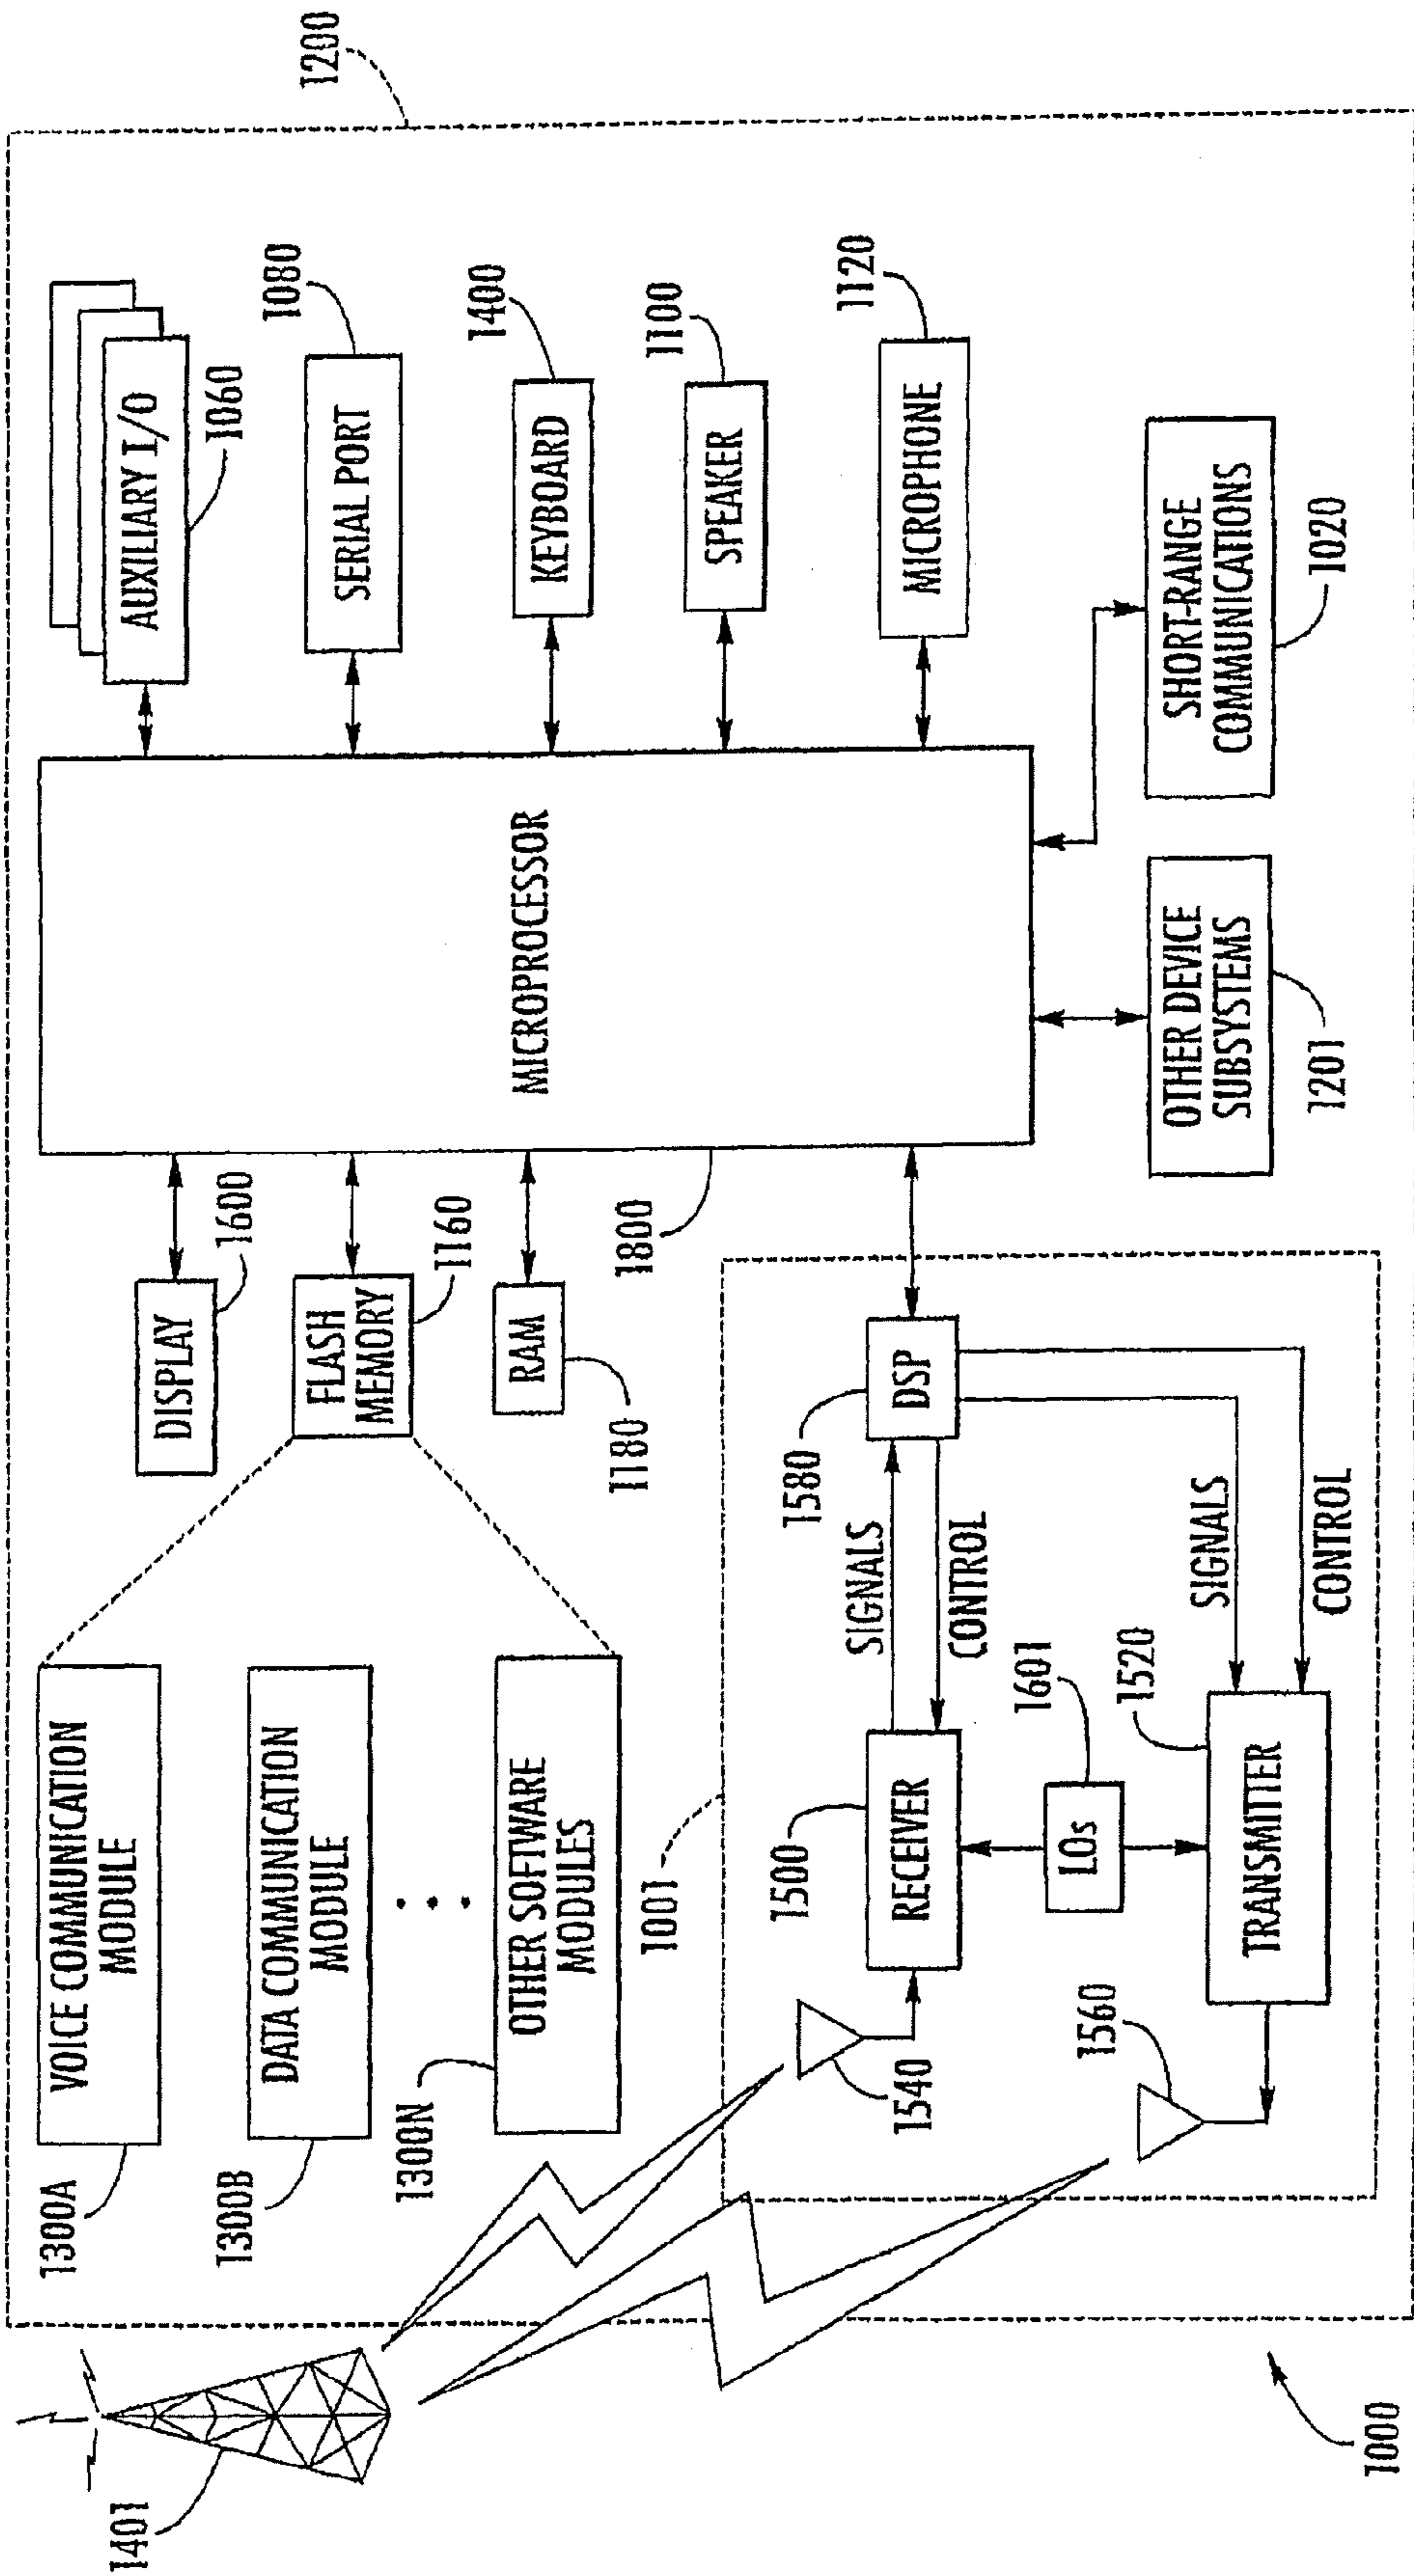 1200
AUXILIARY I/O
1060
SERIAL PORT
1080
KEYBOARD
1400
SPEAKER
1100
MICROPHONE
1120
SHORT-RANGE
COMMUNICATIONS
1020
MICROPROCESSOR
1800
OTHER DEVICE
SUBSYSTEMS
1201
DISPLAY
1600
FLASH
MEMORY
1160
RAM
1180
VOICE COMMUNICATION
MODULE
1300A
DATA COMMUNICATION
MODULE
1300B
OTHER SOFTWARE
MODULES
1300N
1001
DSP
1580
SIGNALS
CONTROL
RECEIVER
1500
LOs
1601
SIGNALS
CONTROL
TRANSMITTER
1520
1540
1560
1401
1000